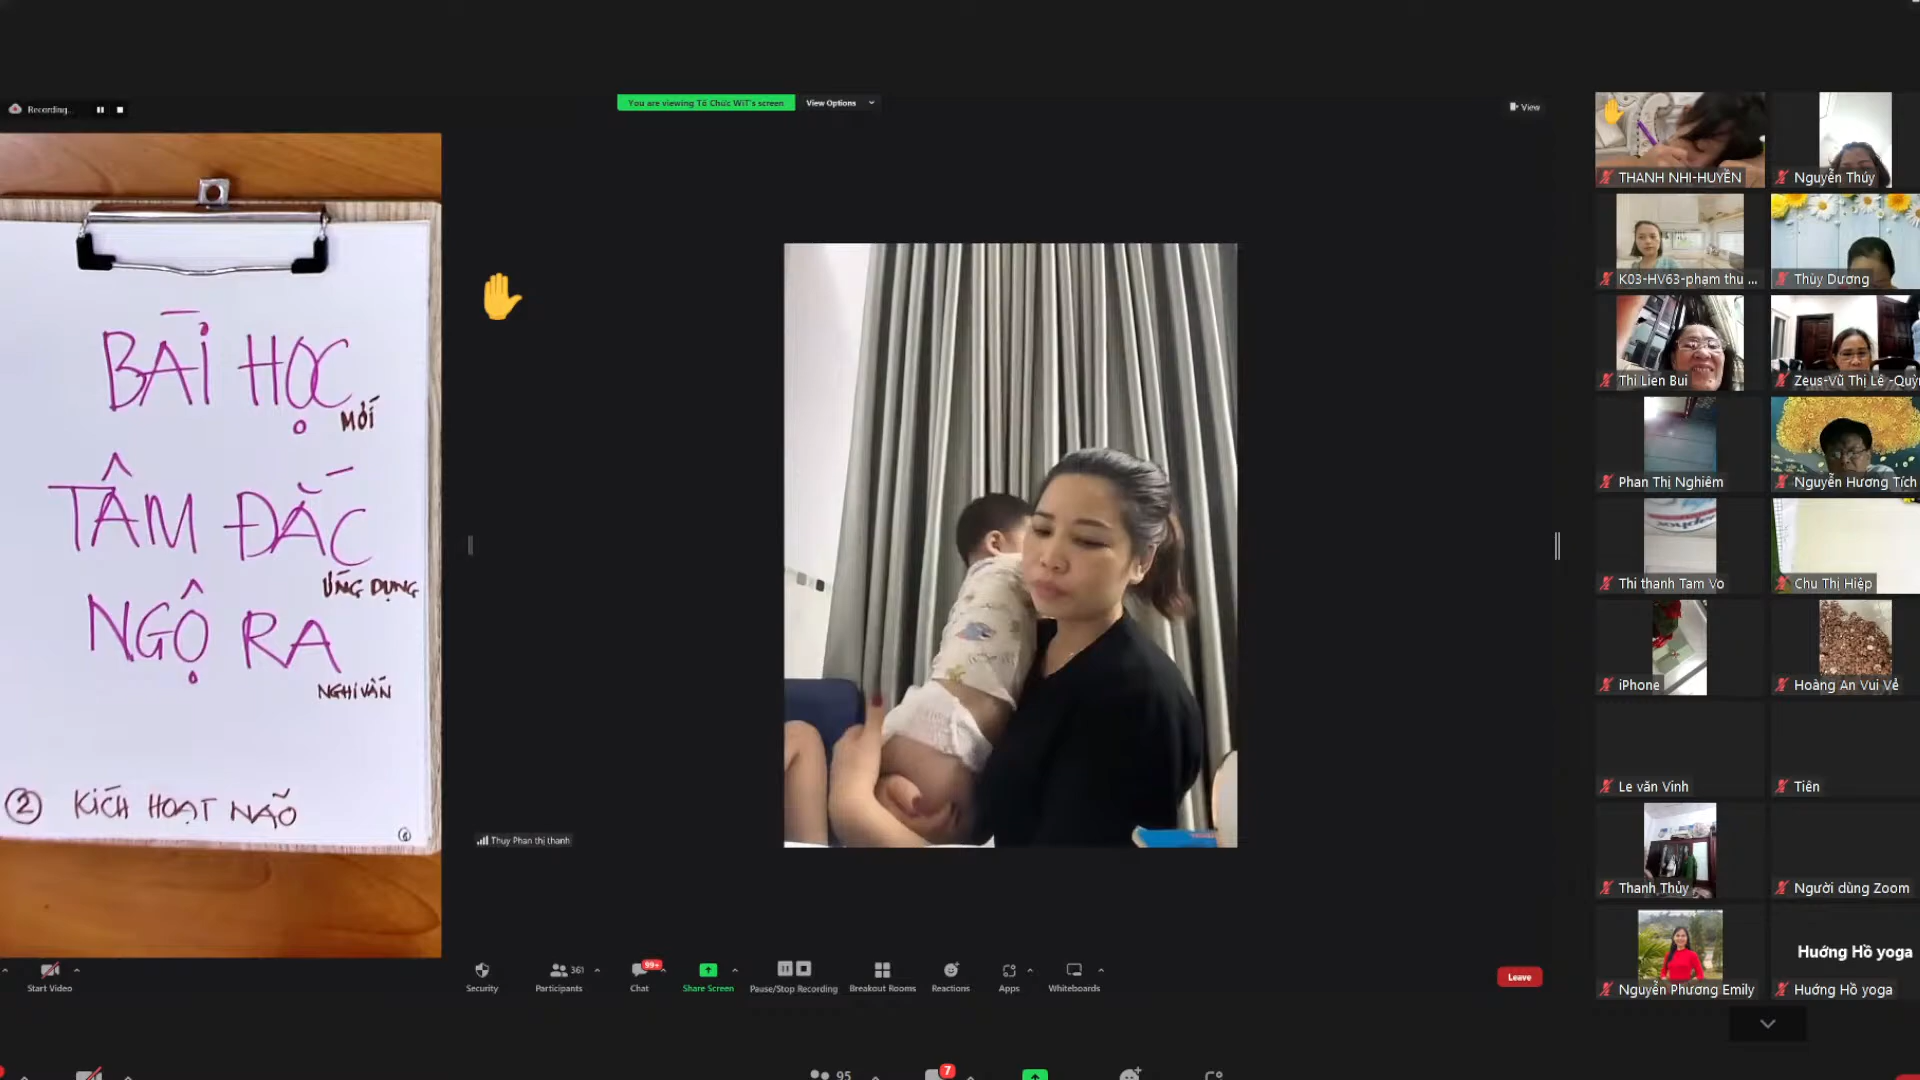 Recording...
You are viewing Tổ Chức WiT's screen
View Options
View
BÀI HỌC
MỚI
TÂM ĐẮC
ỨNG DỤNG
NGỘ RA
NGHI VẤN
2 KÍCH HOẠT NÃO
Thuy Phan thị thanh
THANH NHI-HUYỀN
Nguyễn Thúy
K03-HV63-phạm thu ...
Thùy Dương
Thi Lien Bui
Zeus-Vũ Thị Lê -Quỳn
Phan Thị Nghiêm
Nguyễn Hương Tích
Thi thanh Tam Vo
Chu Thị Hiệp
iPhone
Hoàng An Vui Vẻ
Le văn Vinh
Tiên
Thanh Thủy
Người dùng Zoom
Nguyễn Phương Emily
Hướng Hồ yoga
Hướng Hồ yoga
Start Video
Security
Participants
361
Chat
99+
Share Screen
Pause/Stop Recording
Breakout Rooms
Reactions
Apps
Whiteboards
Leave
95
7